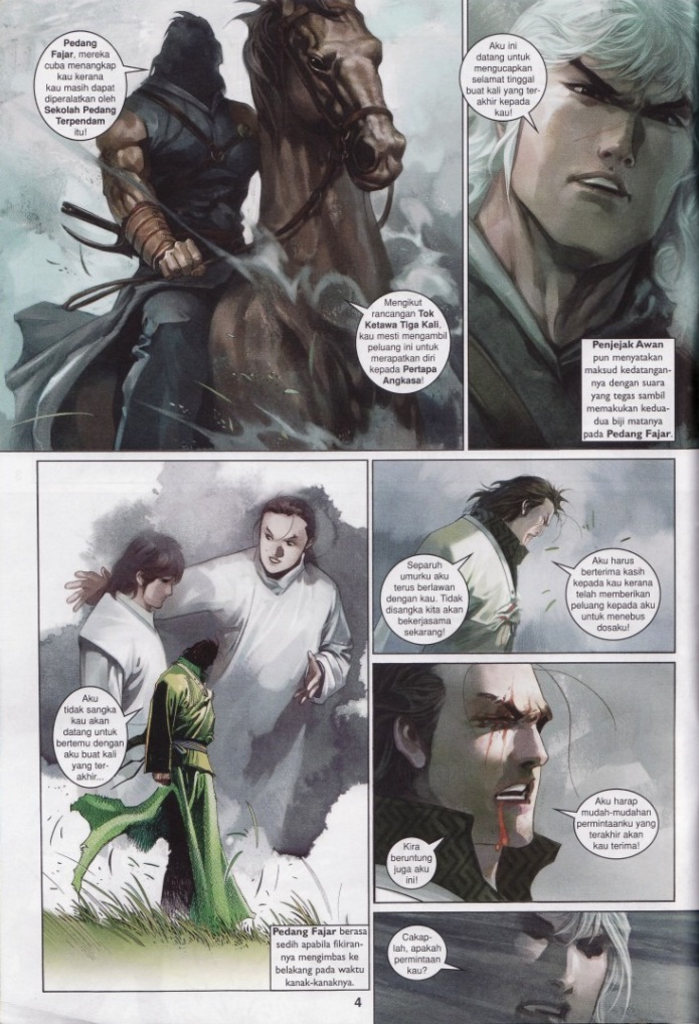 Pedang
Fajar, mereka
cuba menangkap
kau kerana
kau masih dapat
diperalatkan oleh
Sekolah Pedang
Terpendam
itu!
Mengikut
rancangan Tok
Ketawa Tiga Kali,
kau mesti mengambil
peluang ini untuk
merapatkan diri
kepada Pertapa
Angkasa!
Aku ini
datang untuk
mengucapkan
selamat tinggal
buat kali yang ter-
akhir kepada
kau!
Penjejak Awan
pun menyatakan
maksud kedatangan-
nya dengan suara
yang tegas sambil
memakukan kedua-
dua biji matanya
pada Pedang Fajar.
Aku
tidak sangka
kau akan
datang untuk
bertemu dengan
aku buat kali
yang ter-
akhir...
Pedang Fajar berasa
sedih apabila fikiran-
nya mengimbas ke
belakang pada waktu
kanak-kanaknya.
Separuh
umurku aku
terus berlawan
dengan kau. Tidak
disangka kita akan
bekerjasama
sekarang!
Aku harus
berterima kasih
kepada kau kerana
telah memberikan
peluang kepada aku
untuk menebus
dosaku!
Kira
beruntung
juga aku
ini!
Aku harap
mudah-mudahan
permintaanku yang
terakhir akan
kau terima!
Cakap-
lah, apakah
permintaan
kau?
4